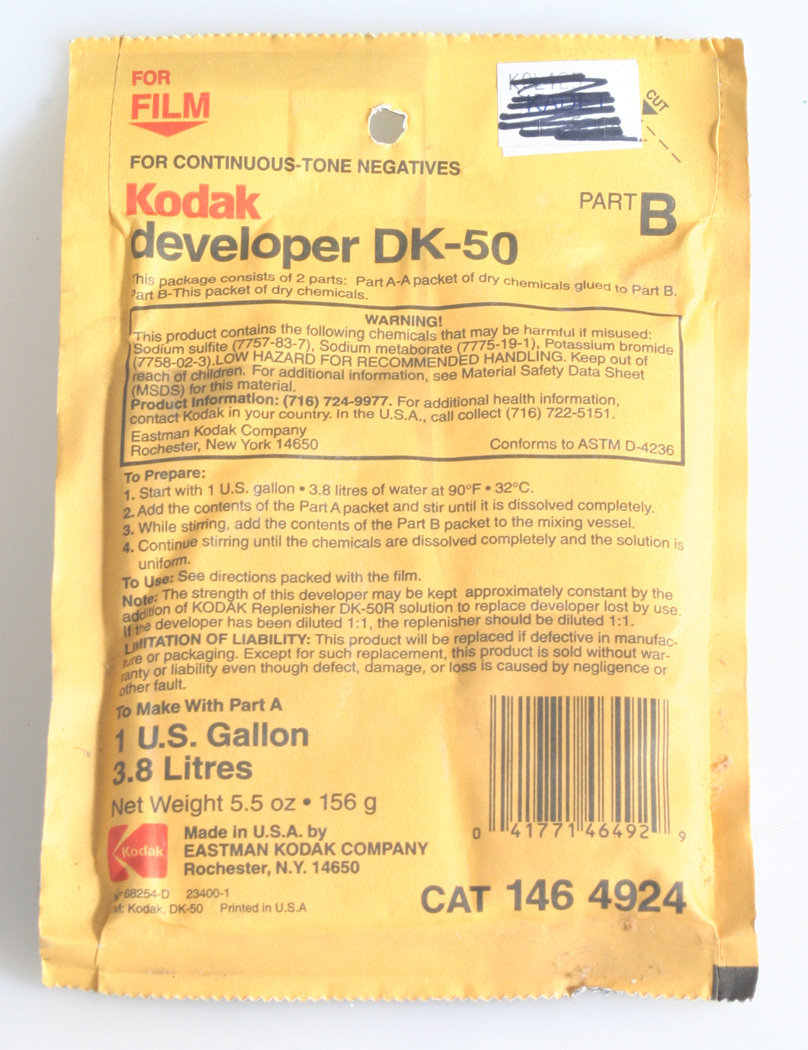 FOR
FILM
CUT
FOR CONTINUOUS-TONE NEGATIVES
PART B
Kodak
developer DK-50
This package consists of 2 parts: Part A-A packet of dry chemicals glued to Part B.
Part B-This packet of dry chemicals.
WARNING!
This product contains the following chemicals that may be harmful if misused:
Sodium sulfite (7757-83-7), Sodium metaborate (7775-19-1), Potassium bromide
(7758-02-3).LOW HAZARD FOR RECOMMENDED HANDLING. Keep out of
reach of children. For additional information, see Material Safety Data Sheet
(MSDS) for this material.
Product Information: (716) 724-9977. For additional health information,
contact Kodak in your country. In the U.S.A., call collect (716) 722-5151.
Eastman Kodak Company
Rochester, New York 14650 Conforms to ASTM D-4236
To Prepare:
1. Start with 1 U.S. gallon • 3.8 litres of water at 90°F • 32°C.
2. Add the contents of the Part A packet and stir until it is dissolved completely.
3. While stirring, add the contents of the Part B packet to the mixing vessel.
4. Continue stirring until the chemicals are dissolved completely and the solution is
uniform.
To Use: See directions packed with the film.
Note: The strength of this developer may be kept approximately constant by the
addition of KODAK Replenisher DK-50R solution to replace developer lost by use.
If the developer has been diluted 1:1, the replenisher should be diluted 1:1.
LIMITATION OF LIABILITY: This product will be replaced if defective in manufac-
ture or packaging. Except for such replacement, this product is sold without war-
ranty or liability even though defect, damage, or loss is caused by negligence or
other fault.
To Make With Part A
1 U.S. Gallon
3.8 Litres
Net Weight 5.5 oz • 156 g
0 41771 46492 9
Kodak
Made in U.S.A. by
EASTMAN KODAK COMPANY
Rochester, N.Y. 14650
68254-D 23400-1
Kodak, DK-50 Printed in U.S.A
CAT 146 4924